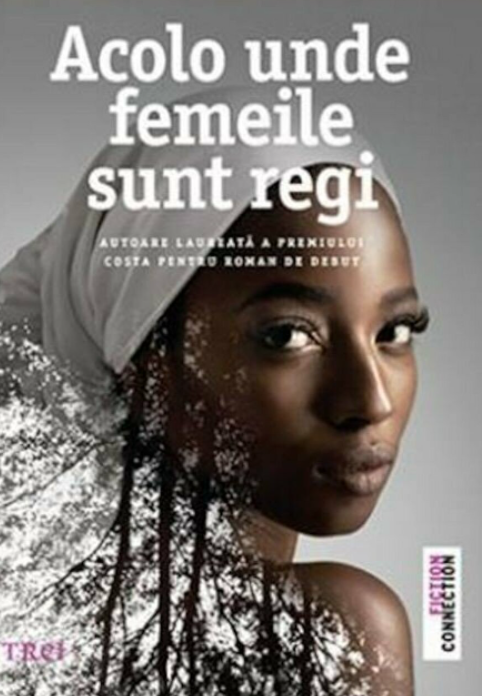 Acolo unde
femeile
sunt regi
AUTOARE LAUREATĂ A PREMIULUI
COSTA PENTRU ROMAN DE DEBUT
FICTION
CONNECTION
TREI